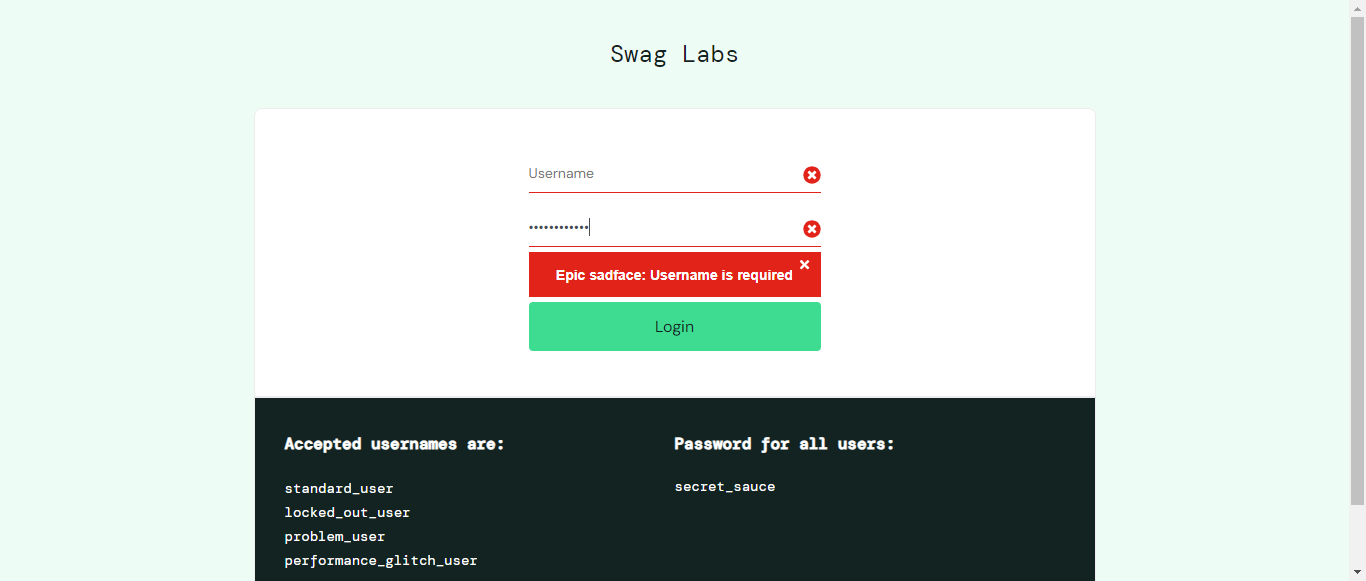 Swag Labs
Username
••••••••••••
Epic sadface: Username is required
Login
Accepted usernames are:
standard_user
locked_out_user
problem_user
performance_glitch_user
Password for all users:
secret_sauce